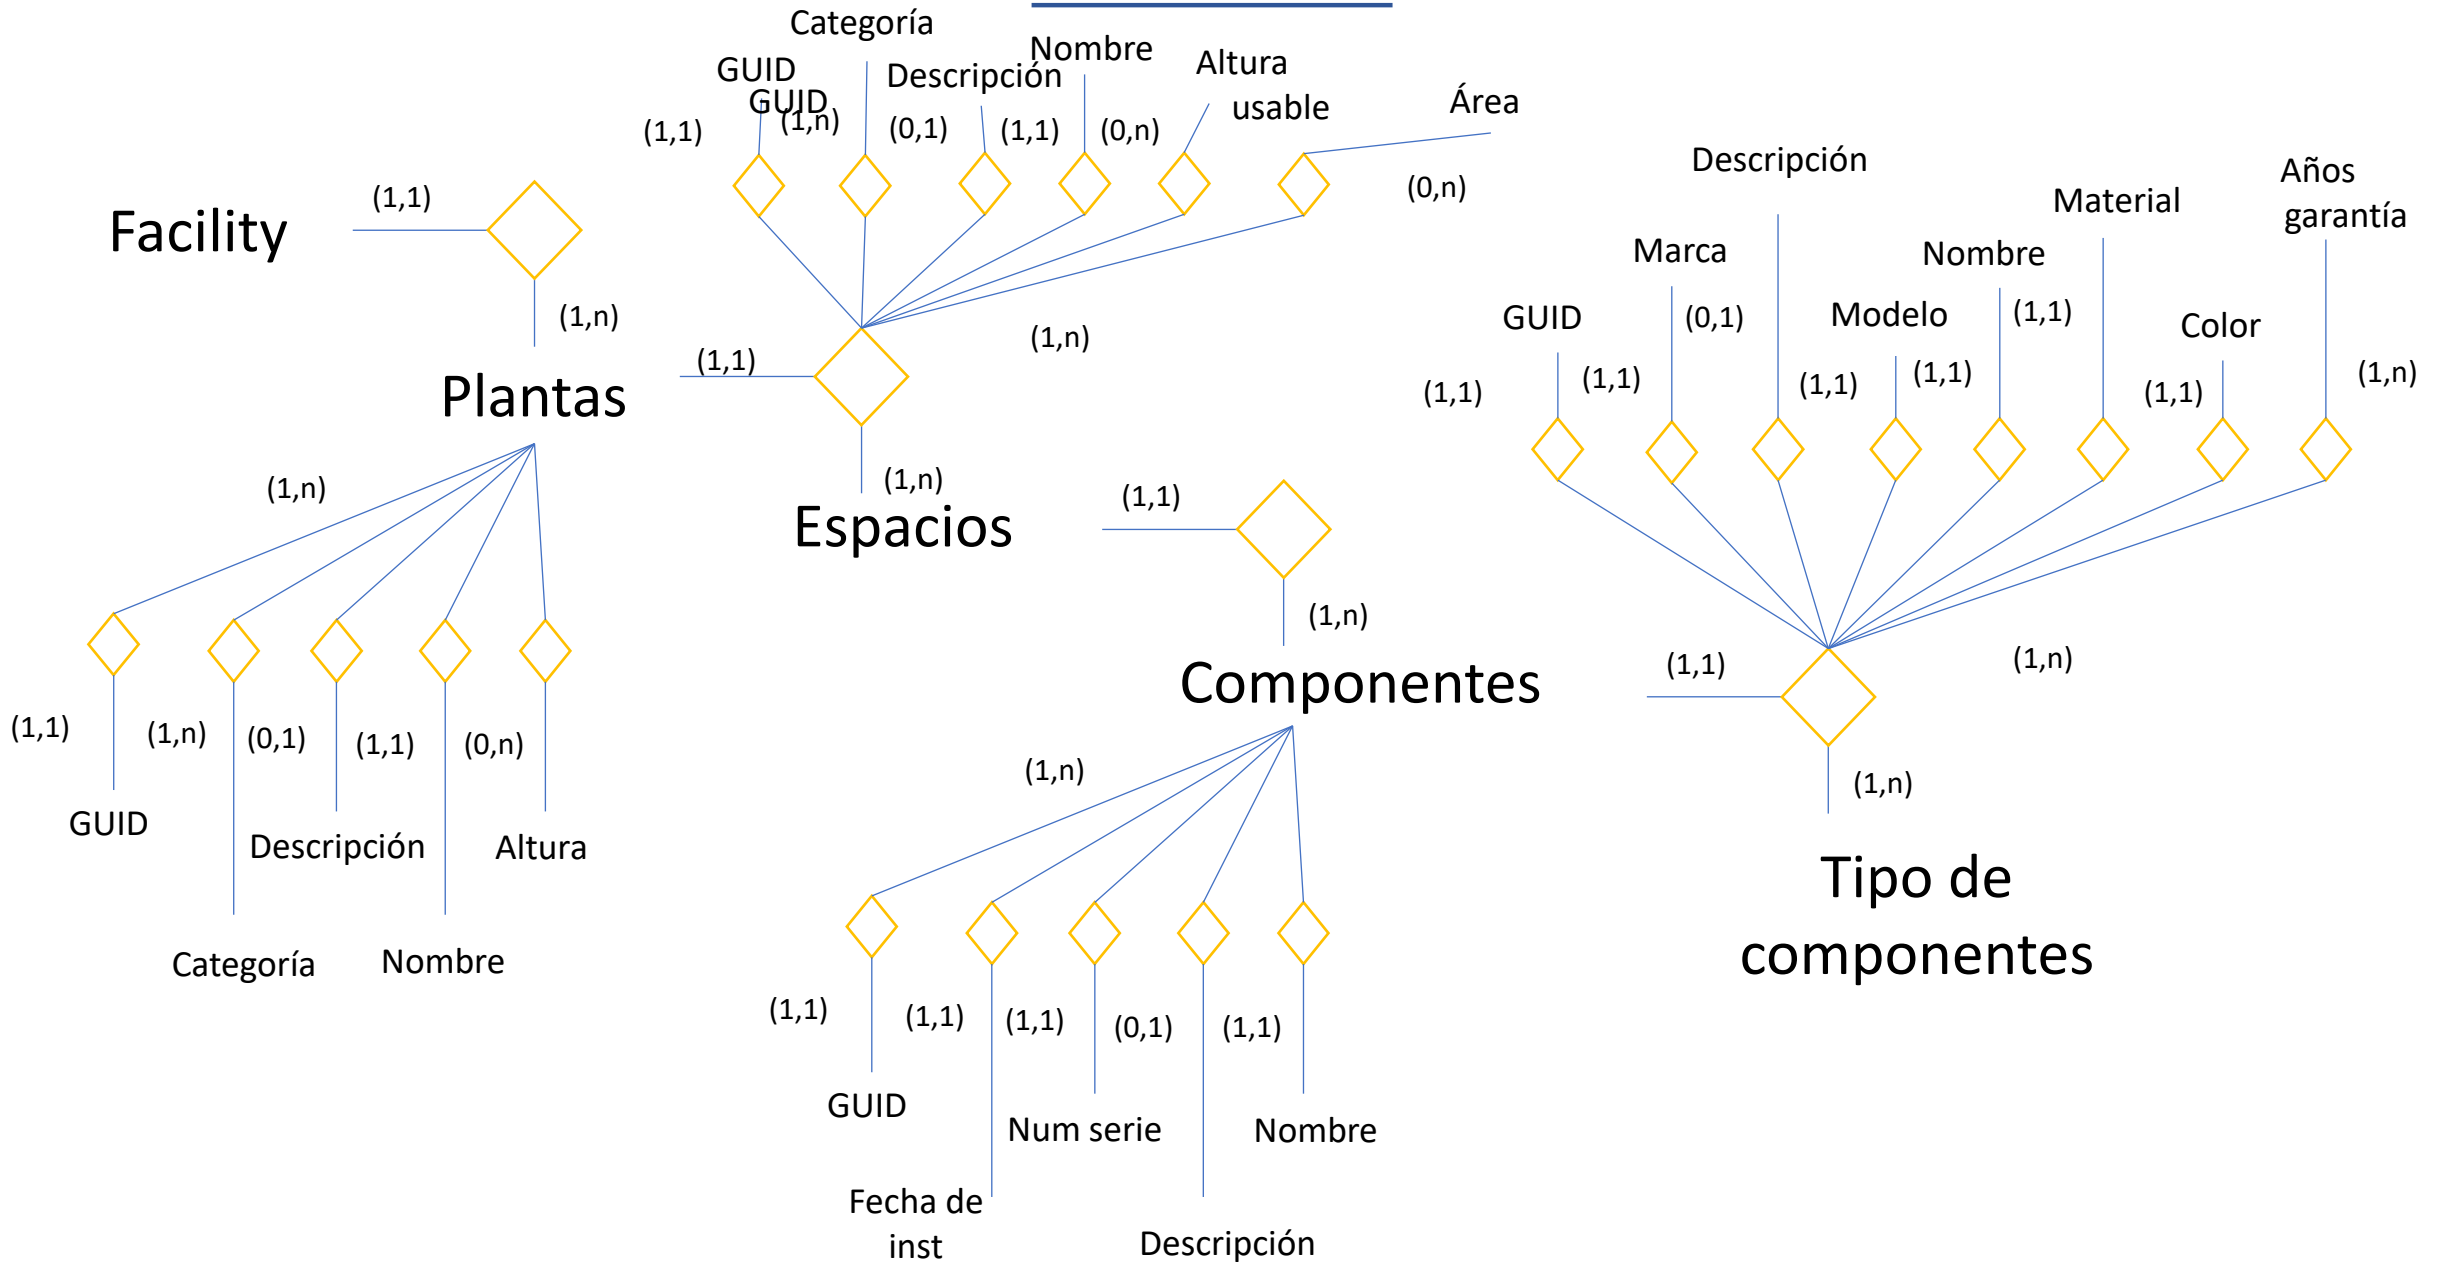 Categoría
Nombre
GUID
Descripción
Altura
usable
GUID
Área
(1,1)
(1,n)
(0,1)
(1,1)
(0,n)
(0,n)
Facility
(1,1)
(1,n)
Descripción
Años
garantía
Material
Marca
Nombre
GUID
(0,1)
Modelo
(1,1)
Color
(1,1)
(1,1)
(1,1)
(1,1)
(1,1)
(1,n)
Plantas
(1,1)
(1,n)
(1,n)
(1,n)
Espacios
(1,1)
(1,n)
Componentes
(1,1)
(1,n)
(1,n)
Tipo de
componentes
(1,1)
(1,n)
(0,1)
(1,1)
(0,n)
GUID
Descripción
Altura
Categoría
Nombre
(1,n)
(1,1)
(1,1)
(1,1)
(0,1)
(1,1)
GUID
Num serie
Nombre
Fecha de
inst
Descripción